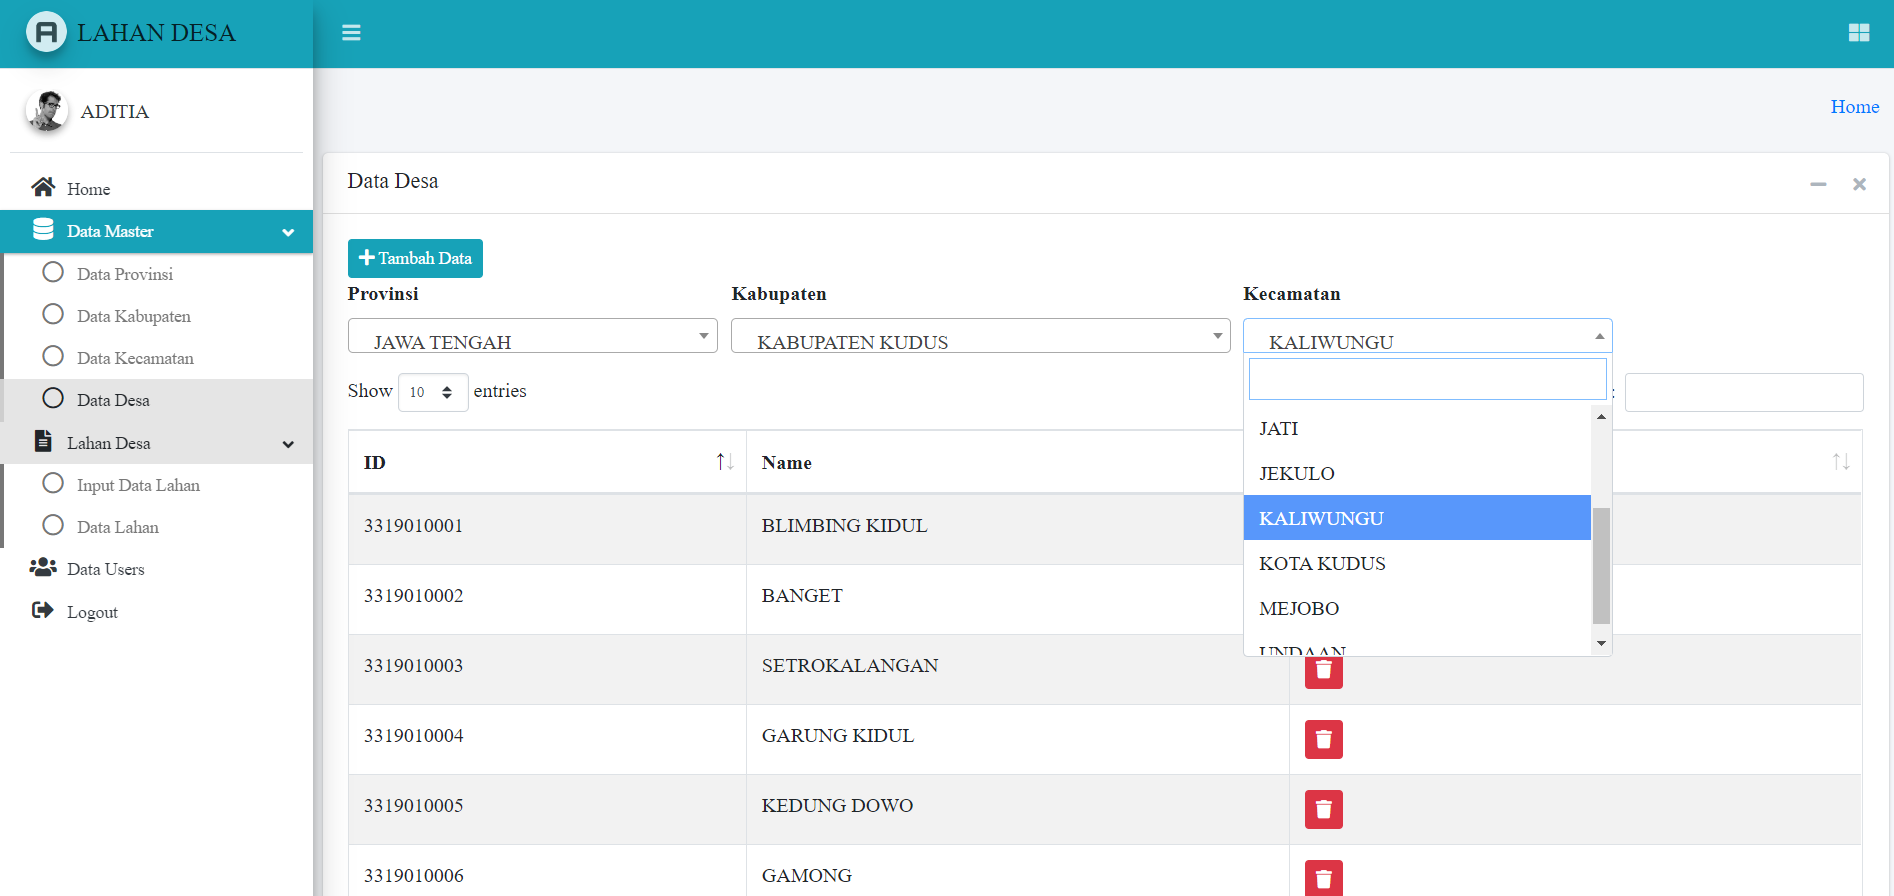 LAHAN DESA
ADITIA
Home
Data Master
Data Provinsi
Data Kabupaten
Data Kecamatan
Data Desa
Lahan Desa
Input Data Lahan
Data Lahan
Data Users
Logout
Home
Data Desa
Tambah Data
Provinsi Kabupaten Kecamatan
JAWA TENGAH KABUPATEN KUDUS KALIWUNGU
Show 10 entries :
JATI
JEKULO
KALIWUNGU
KOTA KUDUS
MEJOBO
UNDAAN
ID Name
3319010001 BLIMBING KIDUL
3319010002 BANGET
3319010003 SETROKALANGAN
3319010004 GARUNG KIDUL
3319010005 KEDUNG DOWO
3319010006 GAMONG